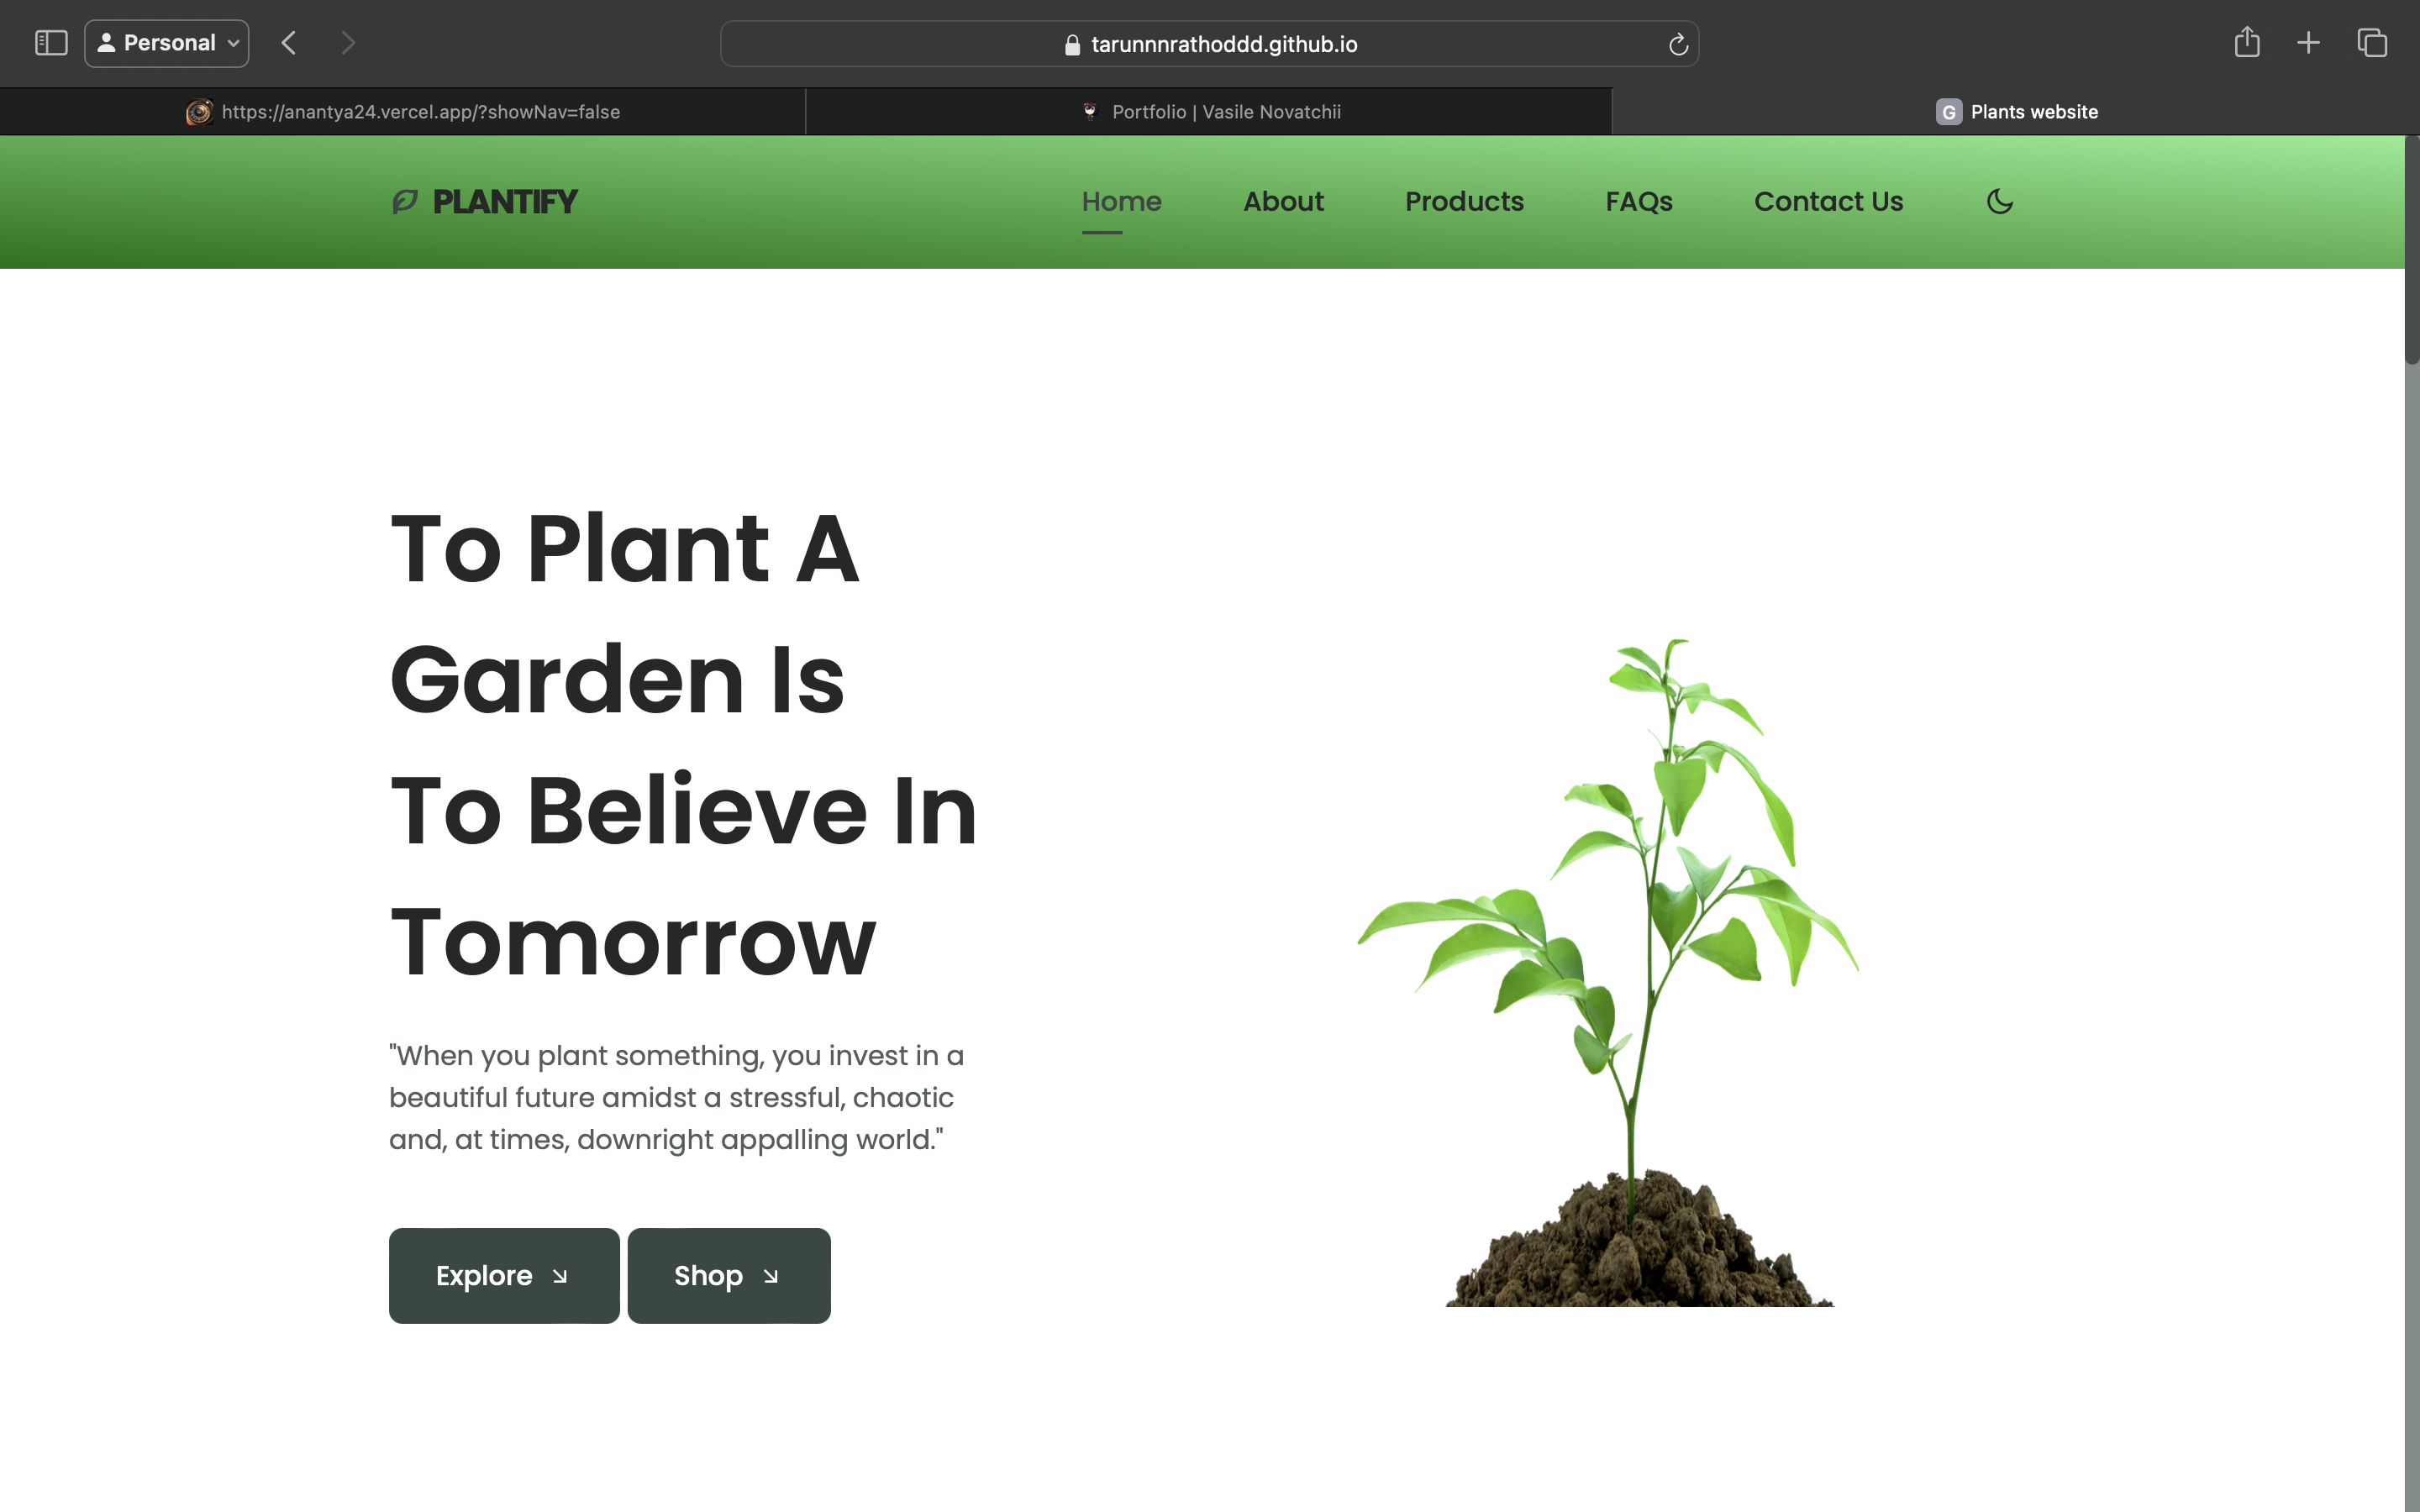 Personal
tarunnnrathoddd.github.io
https://anantya24.vercel.app/?showNav=false
Portfolio | Vasile Novatchii
G Plants website
PLANTIFY
Home About Products FAQs Contact Us
To Plant A
Garden Is
To Believe In
Tomorrow
"When you plant something, you invest in a
beautiful future amidst a stressful, chaotic
and, at times, downright appalling world."
Explore
Shop